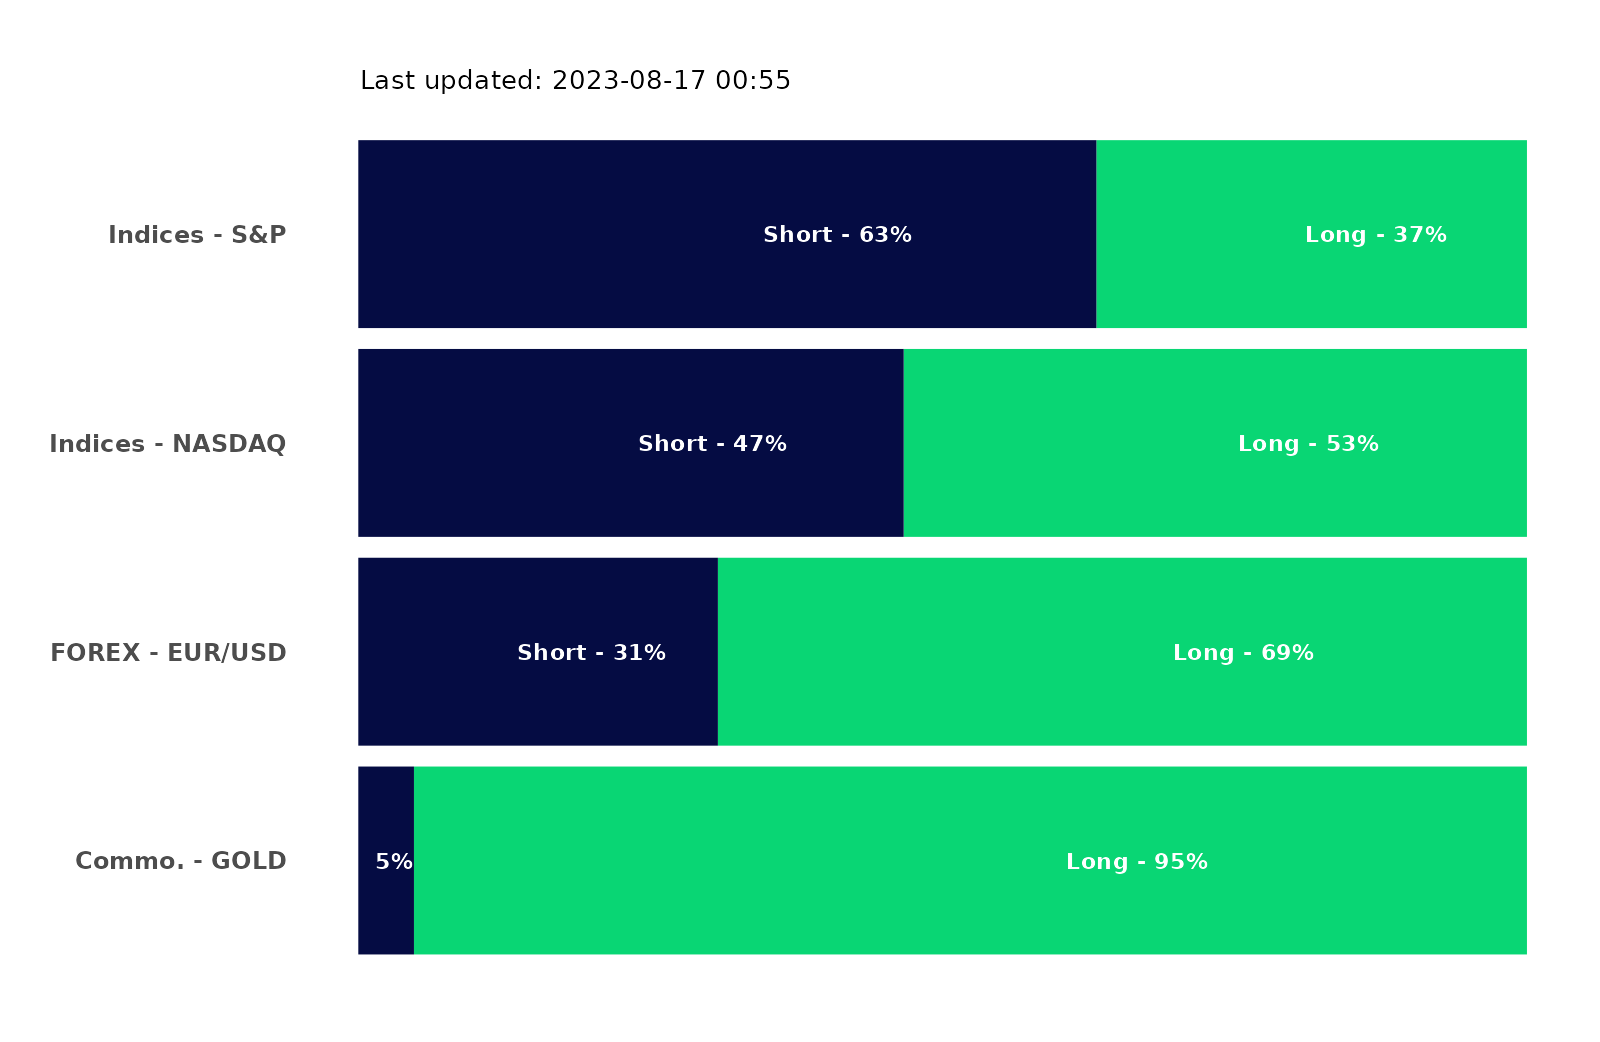 Last updated: 2023-08-17 00:55
Indices - S&P
Short - 63%
Long - 37%
Indices - NASDAQ
Short - 47%
Long - 53%
FOREX - EUR/USD
Short - 31%
Long - 69%
Commo. - GOLD
5%
Long - 95%